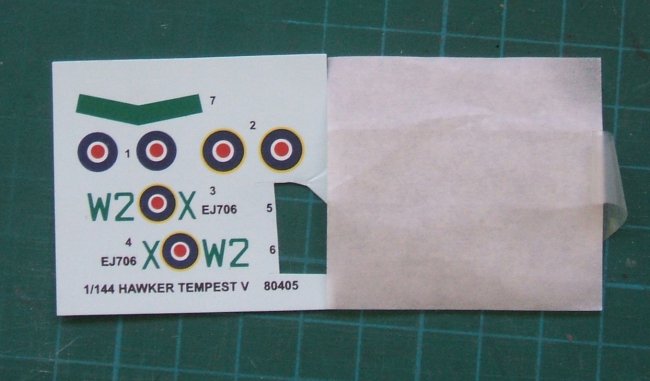 7
1 2
W2 X 3 EJ706 5
4 EJ706 X W2 6
1/144 HAWKER TEMPEST V 80405